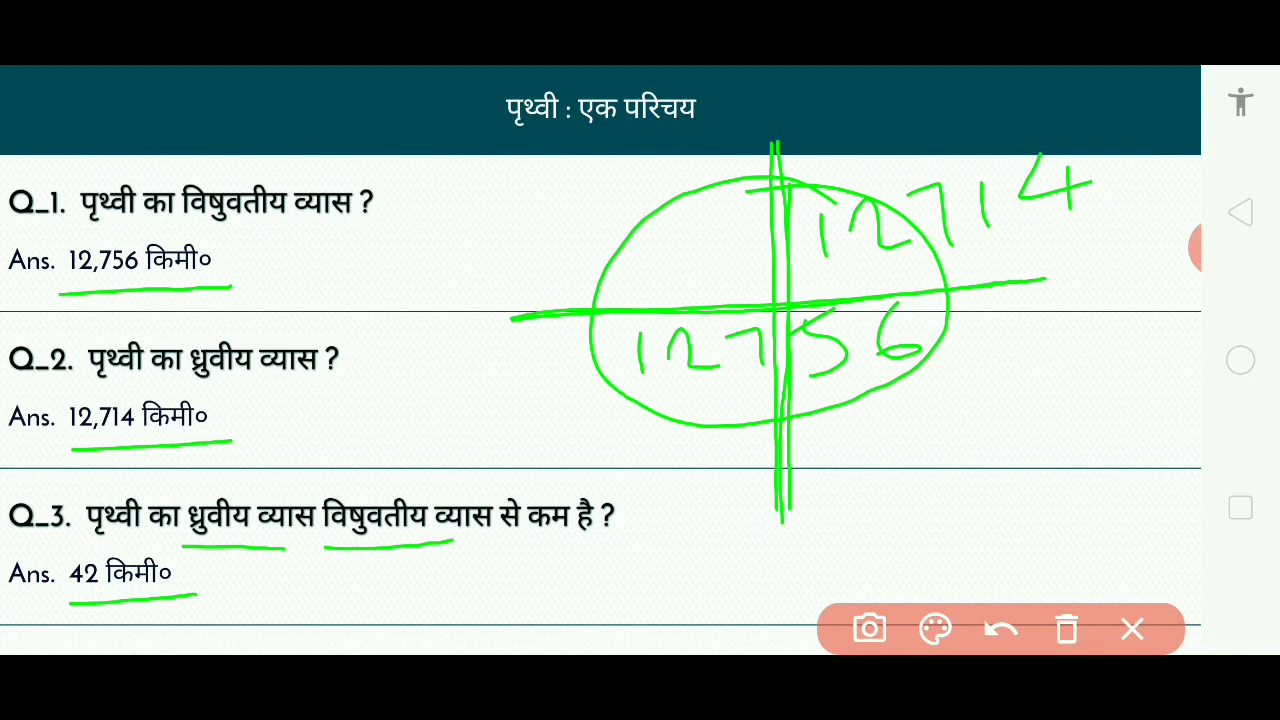 पृथ्वी : एक परिचय
Q_1. पृथ्वी का विषुवतीय व्यास ?
Ans. 12,756 किमी०
12714
12756
Q_2. पृथ्वी का ध्रुवीय व्यास ?
Ans. 12,714 किमी०
Q_3. पृथ्वी का ध्रुवीय व्यास विषुवतीय व्यास से कम है ?
Ans. 42 किमी०